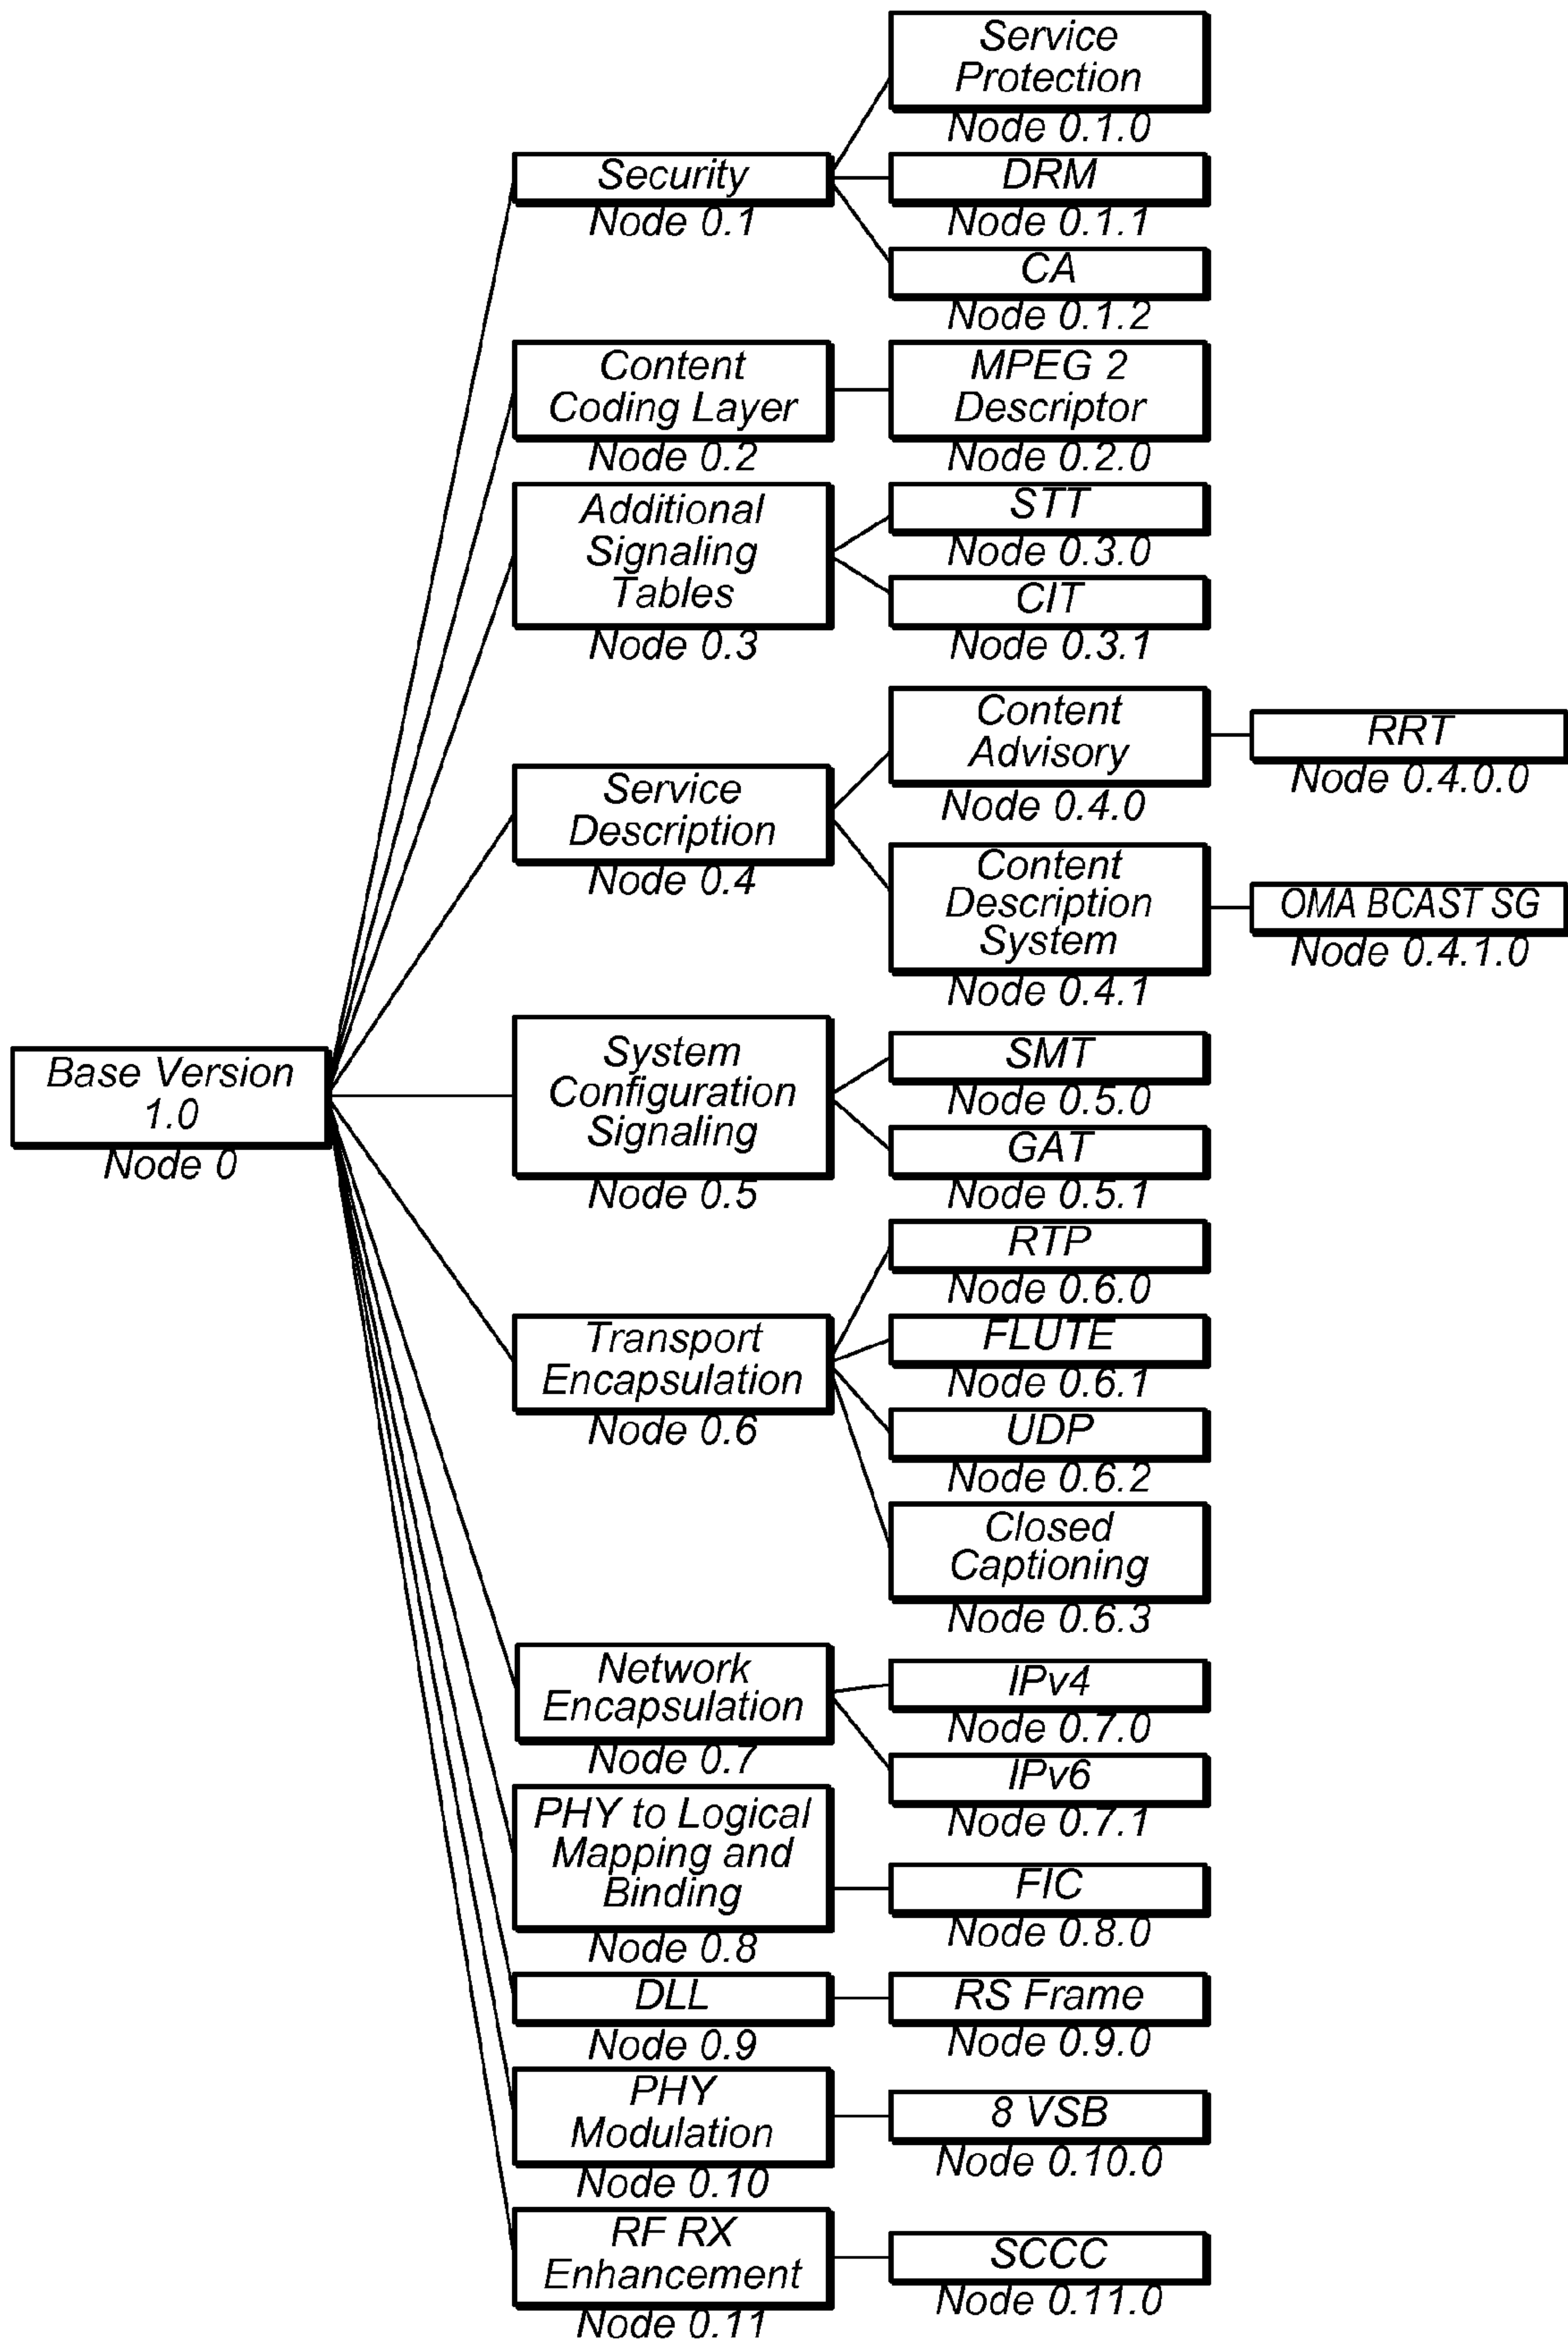 Base Version
1.0
Node 0
Security
Node 0.1
Service
Protection
Node 0.1.0
DRM
Node 0.1.1
CA
Node 0.1.2
Content
Coding Layer
Node 0.2
MPEG 2
Descriptor
Node 0.2.0
Additional
Signaling
Tables
Node 0.3
STT
Node 0.3.0
CIT
Node 0.3.1
Service
Description
Node 0.4
Content
Advisory
Node 0.4.0
RRT
Node 0.4.0.0
Content
Description
System
Node 0.4.1
OMA BCAST SG
Node 0.4.1.0
System
Configuration
Signaling
Node 0.5
SMT
Node 0.5.0
GAT
Node 0.5.1
Transport
Encapsulation
Node 0.6
RTP
Node 0.6.0
FLUTE
Node 0.6.1
UDP
Node 0.6.2
Closed
Captioning
Node 0.6.3
Network
Encapsulation
Node 0.7
IPv4
Node 0.7.0
IPv6
Node 0.7.1
PHY to Logical
Mapping and
Binding
Node 0.8
FIC
Node 0.8.0
DLL
Node 0.9
RS Frame
Node 0.9.0
PHY
Modulation
Node 0.10
8 VSB
Node 0.10.0
RF RX
Enhancement
Node 0.11
SCCC
Node 0.11.0